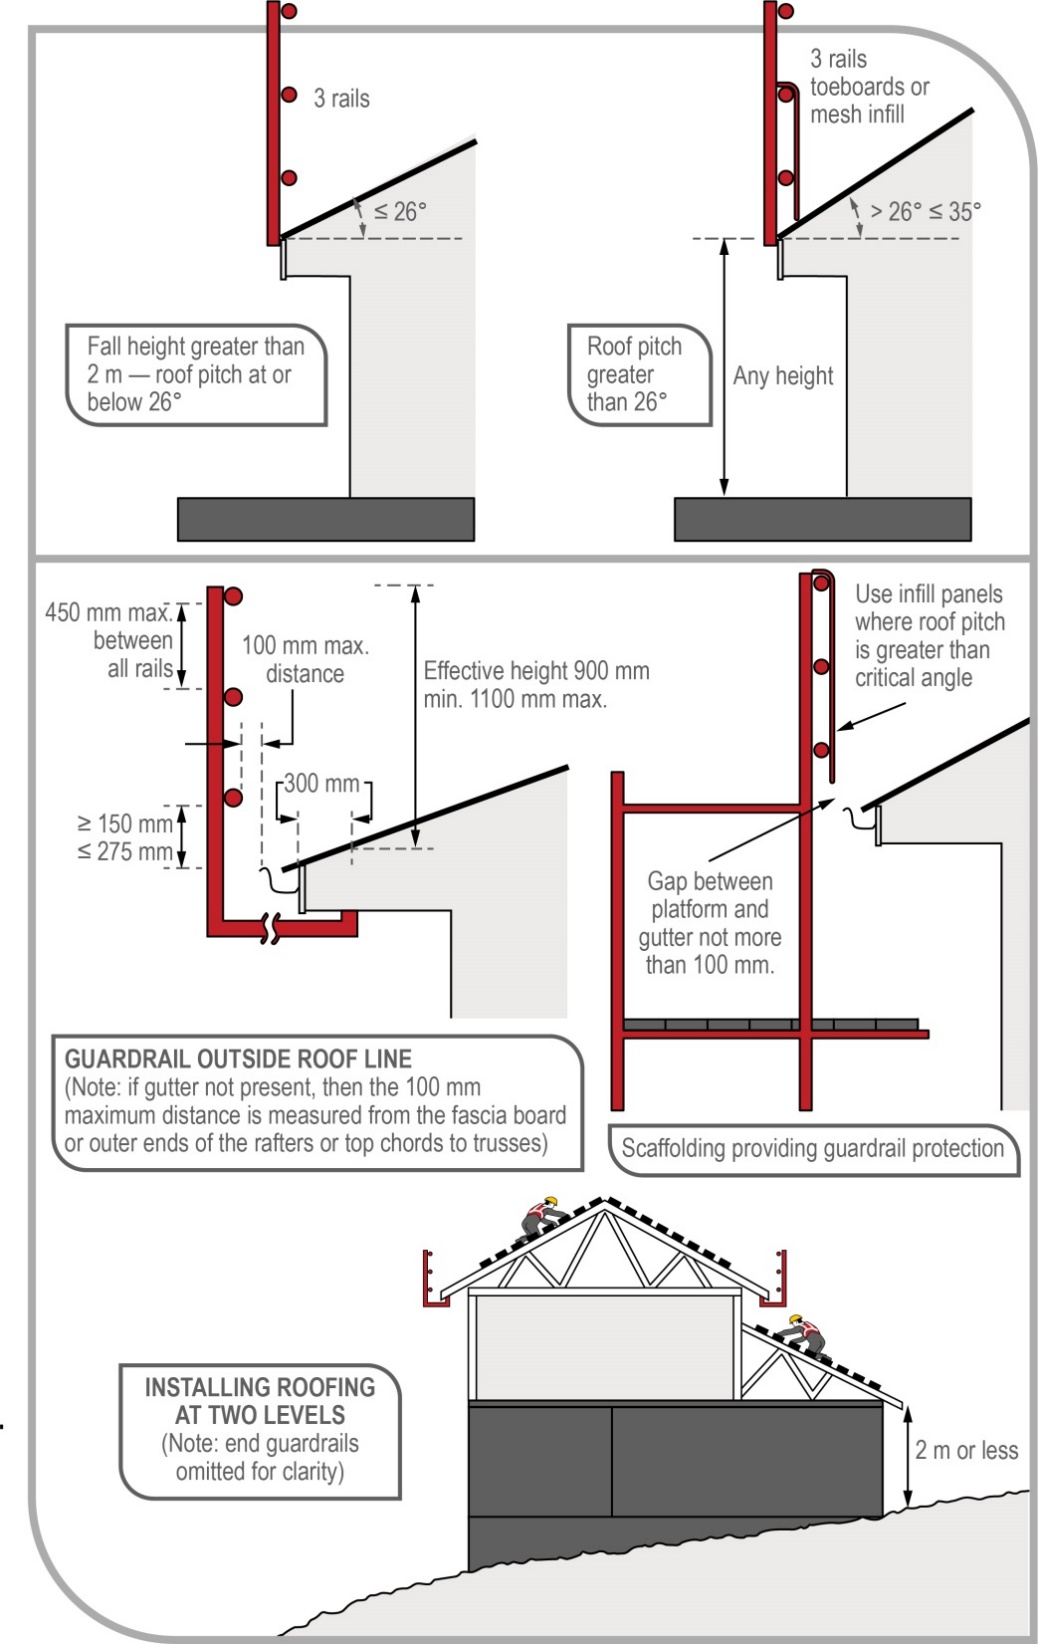 3 rails
≤ 26°
Fall height greater than
2 m — roof pitch at or
below 26°
3 rails
toeboards or
mesh infill
> 26° ≤ 35°
Roof pitch
greater
than 26°
Any height
450 mm max.
between
all rails
100 mm max.
distance
Effective height 900 mm
min. 1100 mm max.
300 mm
≥ 150 mm
≤ 275 mm
GUARDRAIL OUTSIDE ROOF LINE
(Note: if gutter not present, then the 100 mm
maximum distance is measured from the fascia board
or outer ends of the rafters or top chords to trusses)
Use infill panels
where roof pitch
is greater than
critical angle
Gap between
platform and
gutter not more
than 100 mm.
Scaffolding providing guardrail protection
INSTALLING ROOFING
AT TWO LEVELS
(Note: end guardrails
omitted for clarity)
2 m or less